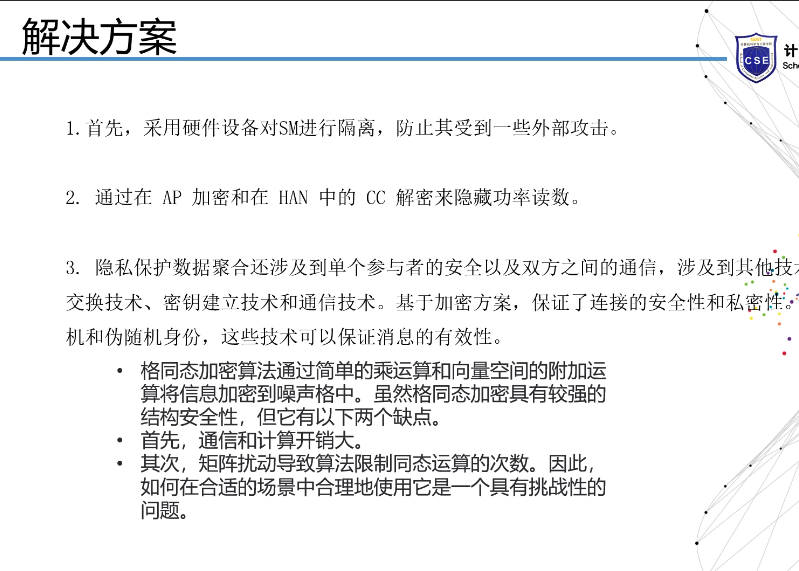 解决方案
CSE
计
Scho
1.首先，采用硬件设备对SM进行隔离，防止其受到一些外部攻击。
2. 通过在 AP 加密和在 HAN 中的 CC 解密来隐藏功率读数。
3. 隐私保护数据聚合还涉及到单个参与者的安全以及双方之间的通信，涉及到其他技术
交换技术、密钥建立技术和通信技术。基于加密方案，保证了连接的安全性和私密性。
机和伪随机身份，这些技术可以保证消息的有效性。
• 格同态加密算法通过简单的乘运算和向量空间的附加运
算将信息加密到噪声格中。虽然格同态加密具有较强的
结构安全性，但它有以下两个缺点。
• 首先，通信和计算开销大。
• 其次，矩阵扰动导致算法限制同态运算的次数。因此，
如何在合适的场景中合理地使用它是一个具有挑战性的
问题。